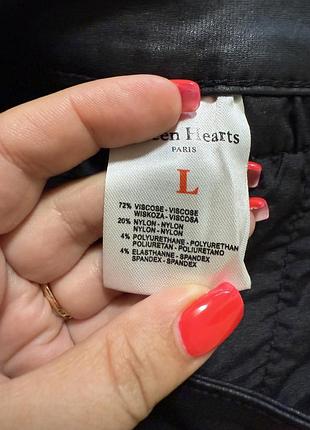 Hearts
PARIS
L
72% VISCOSE - VISCOSE
WISKOZA - VISCOSA
20% NYLON - NYLON
NYLON - NYLON
4% POLYURETHANE - POLYURETHAN
POLIURETAN - POLIURETANO
4% ELASTHANNE - SPANDEX
SPANDEX - SPANDEX